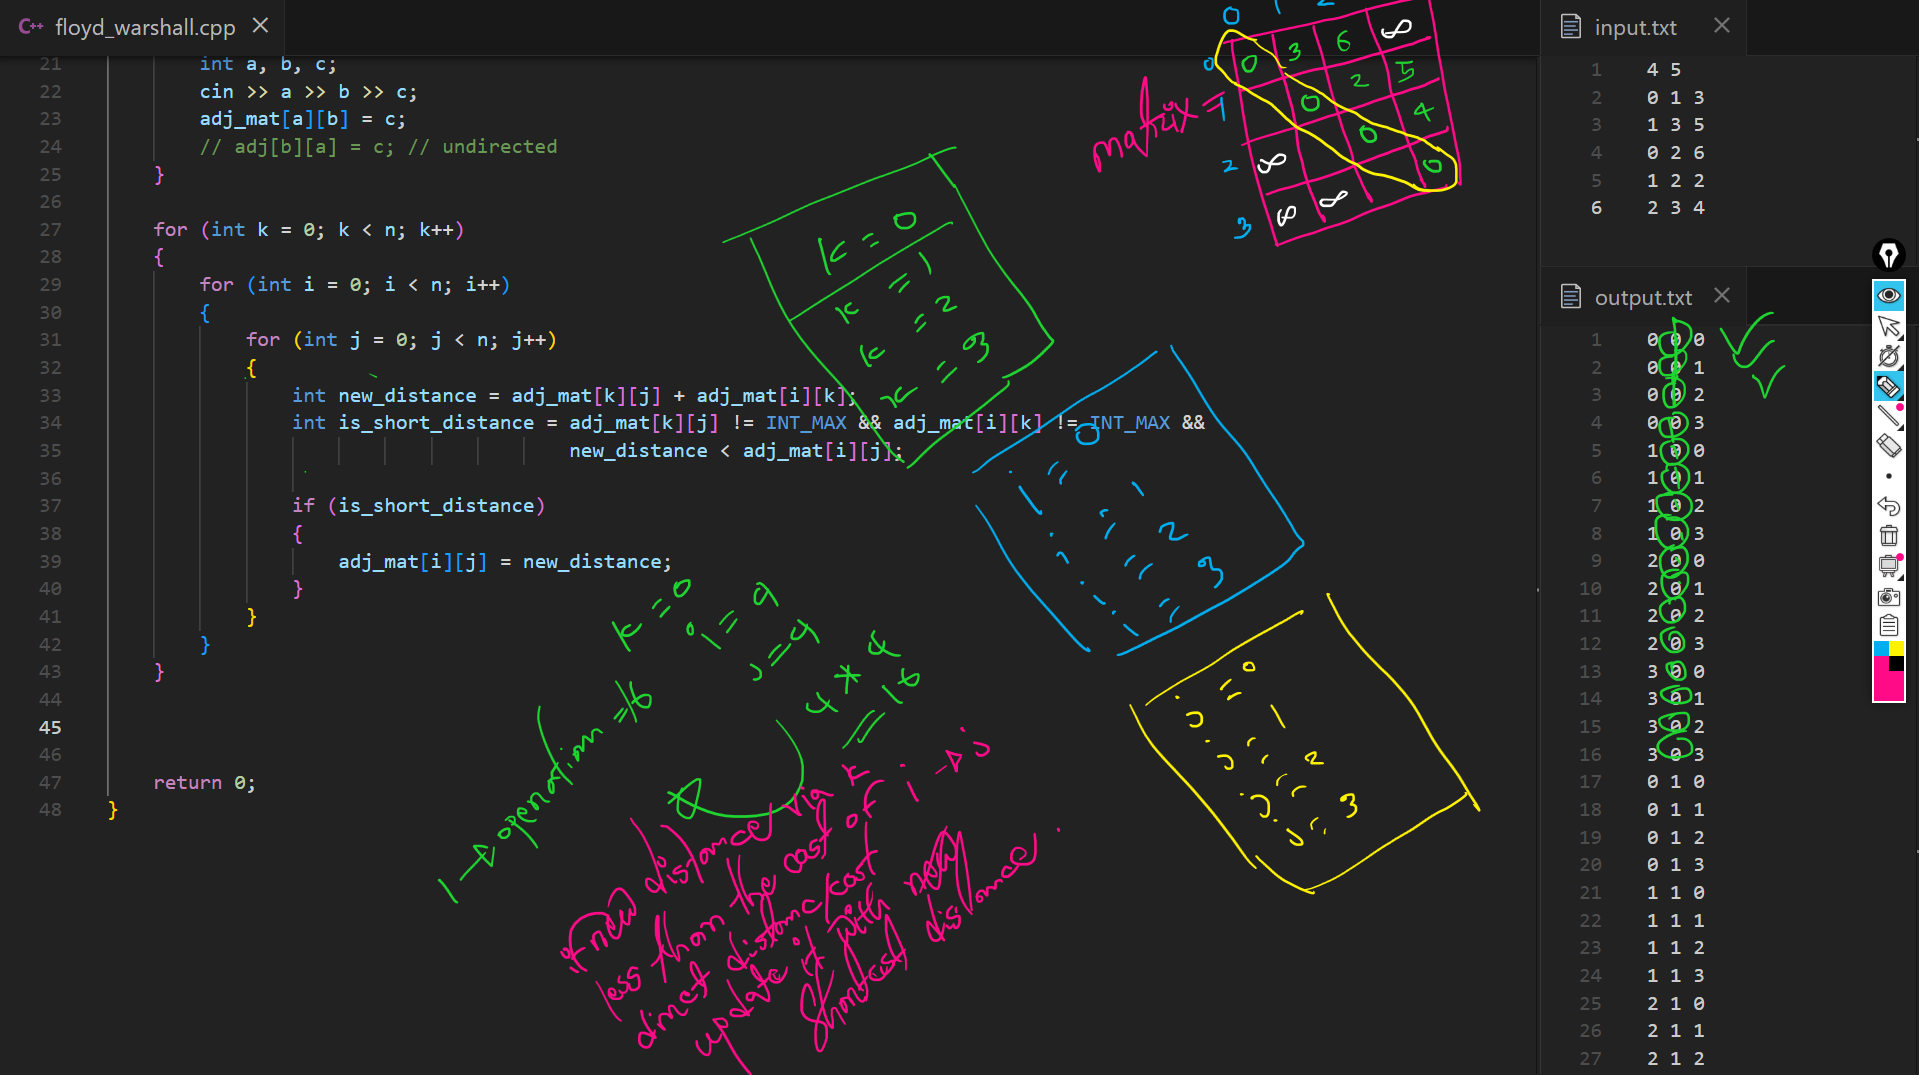 floyd_warshall.cpp
21 int a, b, c;
22 cin >> a >> b >> c;
23 adj_mat[a][b] = c;
24 // adj[b][a] = c; // undirected
25 }
26
27 for (int k = 0; k < n; k++)
28 {
29 for (int i = 0; i < n; i++)
30 {
31 for (int j = 0; j < n; j++)
32 {
33 int new_distance = adj_mat[k][j] + adj_mat[i][k];
34 int is_short_distance = adj_mat[k][j] != INT_MAX && adj_mat[i][k] != INT_MAX &&
35 new_distance < adj_mat[i][j];
36
37 if (is_short_distance)
38 {
39 adj_mat[i][j] = new_distance;
40 }
41 }
42 }
43 }
44
45
46
47 return 0;
48 }
matrix =
0 1 2
0 0 3 6 ∞
1 0 2 5
2 ∞ 0 4
3 ∞ ∞ 0
k = 0
k = 1
k = 2
k = 3
k = 0
4 * 4
= 16
1 → operation = 16
if new distance via k
less than the cost of i → j
direct distance/cost
update it with new
shortest distance.
input.txt
1 4 5
2 0 1 3
3 1 3 5
4 0 2 6
5 1 2 2
6 2 3 4
output.txt
1 0 0 0
2 0 0 1
3 0 0 2
4 0 0 3
5 1 0 0
6 1 0 1
7 1 0 2
8 1 0 3
9 2 0 0
10 2 0 1
11 2 0 2
12 2 0 3
13 3 0 0
14 3 0 1
15 3 0 2
16 3 0 3
17 0 1 0
18 0 1 1
19 0 1 2
20 0 1 3
21 1 1 0
22 1 1 1
23 1 1 2
24 1 1 3
25 2 1 0
26 2 1 1
27 2 1 2